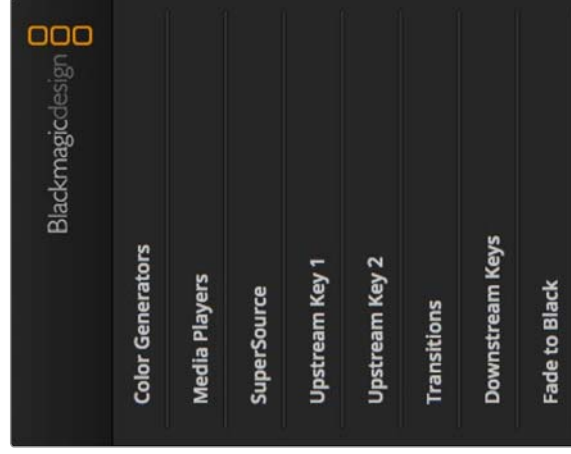 Blackmagicdesign
Color Generators
Media Players
SuperSource
Upstream Key 1
Upstream Key 2
Transitions
Downstream Keys
Fade to Black